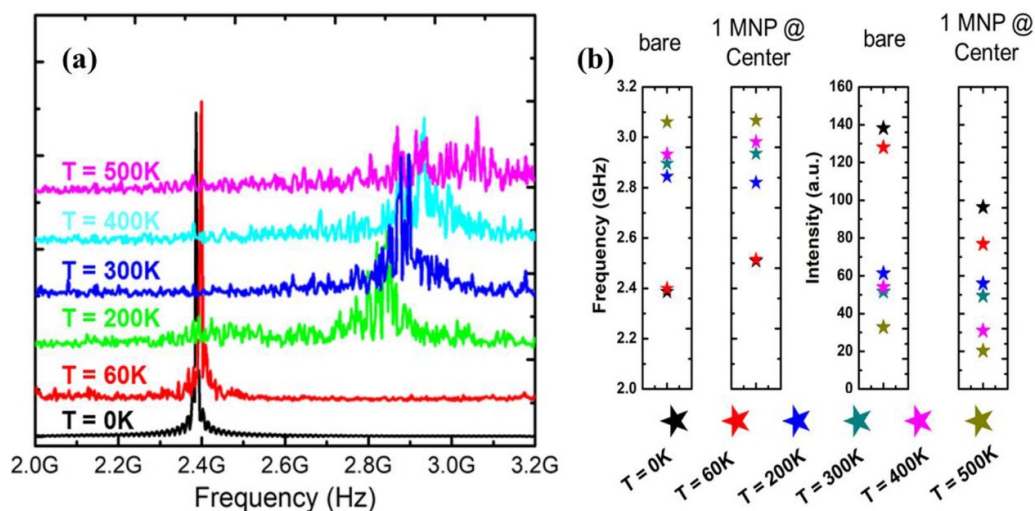 (a)
T = 500K
T = 400K
T = 300K
T = 200K
T = 60K
T = 0K
2.0G 2.2G 2.4G 2.6G 2.8G 3.0G 3.2G
Frequency (Hz)
(b)
bare
1 MNP @
Center
bare
1 MNP @
Center
Frequency (GHz)
3.2
3.0
2.8
2.6
2.4
2.2
2.0
Intensity (a.u.)
160
140
120
100
80
60
40
20
0
T = 0K
T = 60K
T = 200K
T = 300K
T = 400K
T = 500K